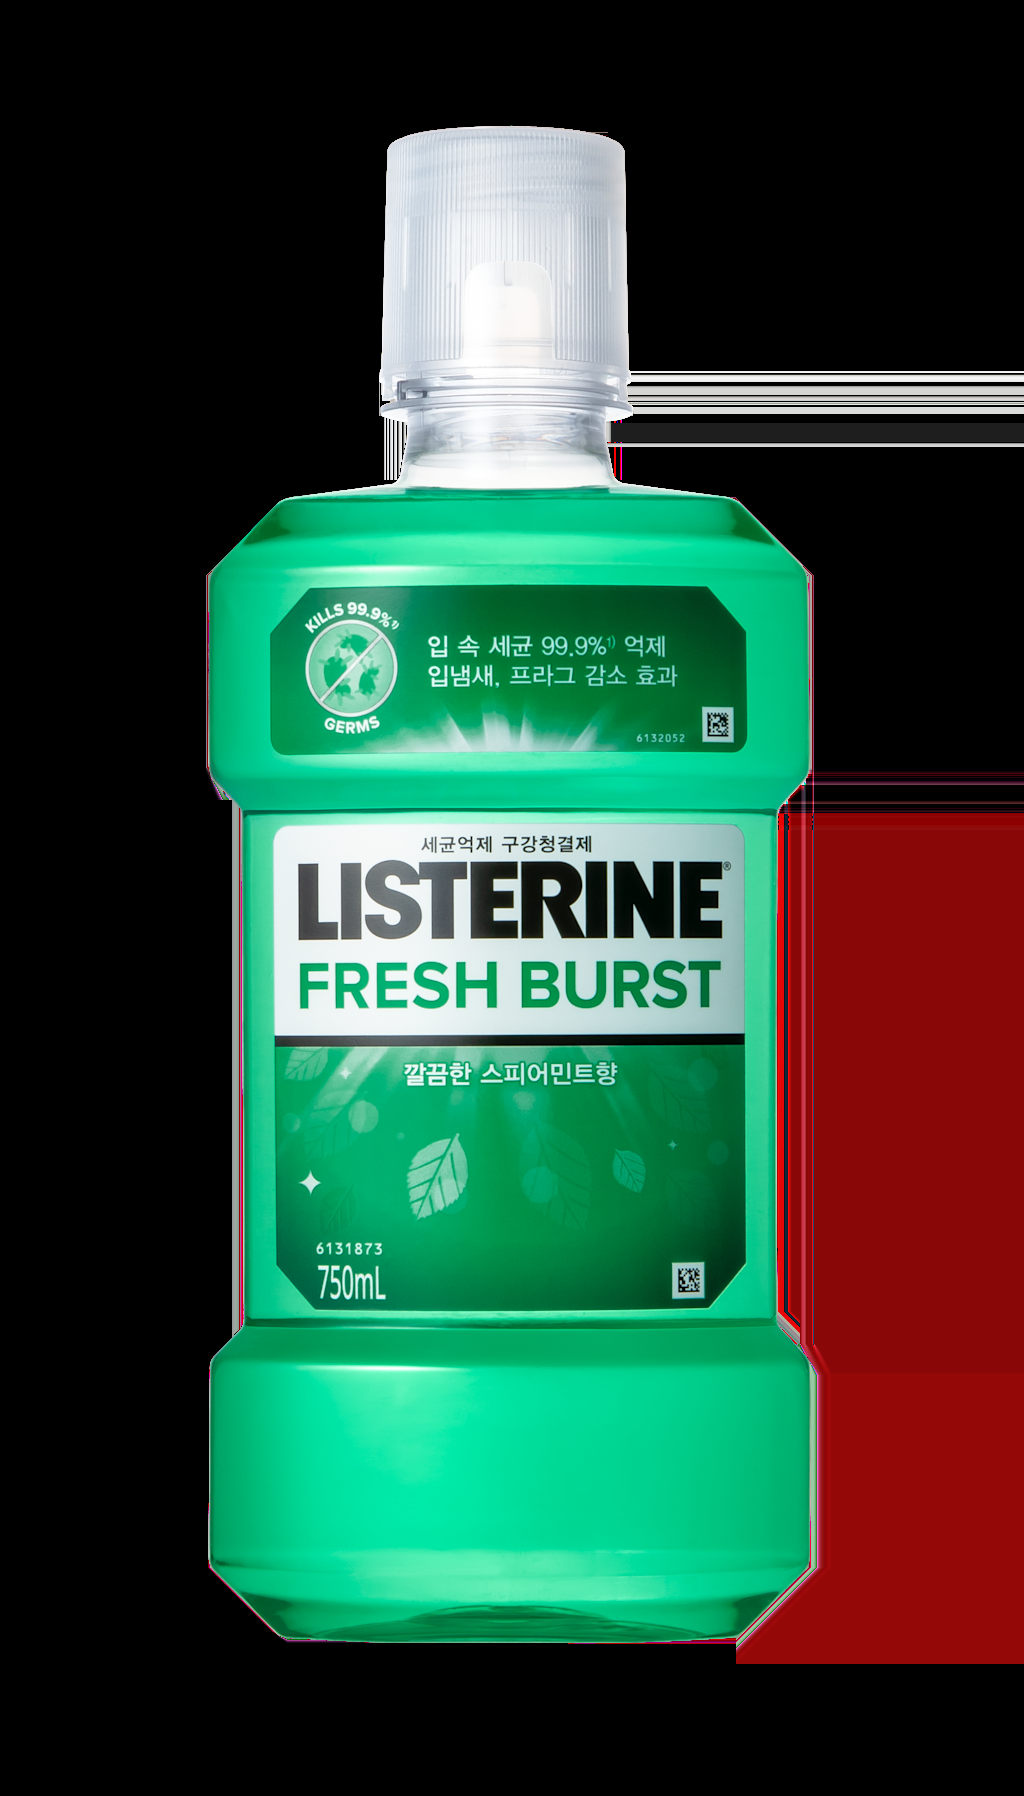 KILLS 99.9%¹⁾
GERMS
입 속 세균 99.9%¹⁾ 억제
입냄새, 프라그 감소 효과
6132052
세균억제 구강청결제
LISTERINE®
FRESH BURST
깔끔한 스피어민트향
6131873
750mL